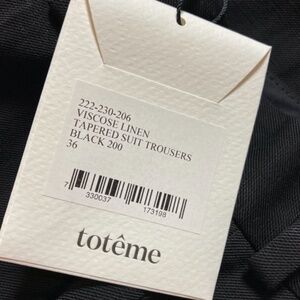 222-230-206
VISCOSE LINEN
TAPERED SUIT TROUSERS
BLACK 200
36
7 330037 173198
totême